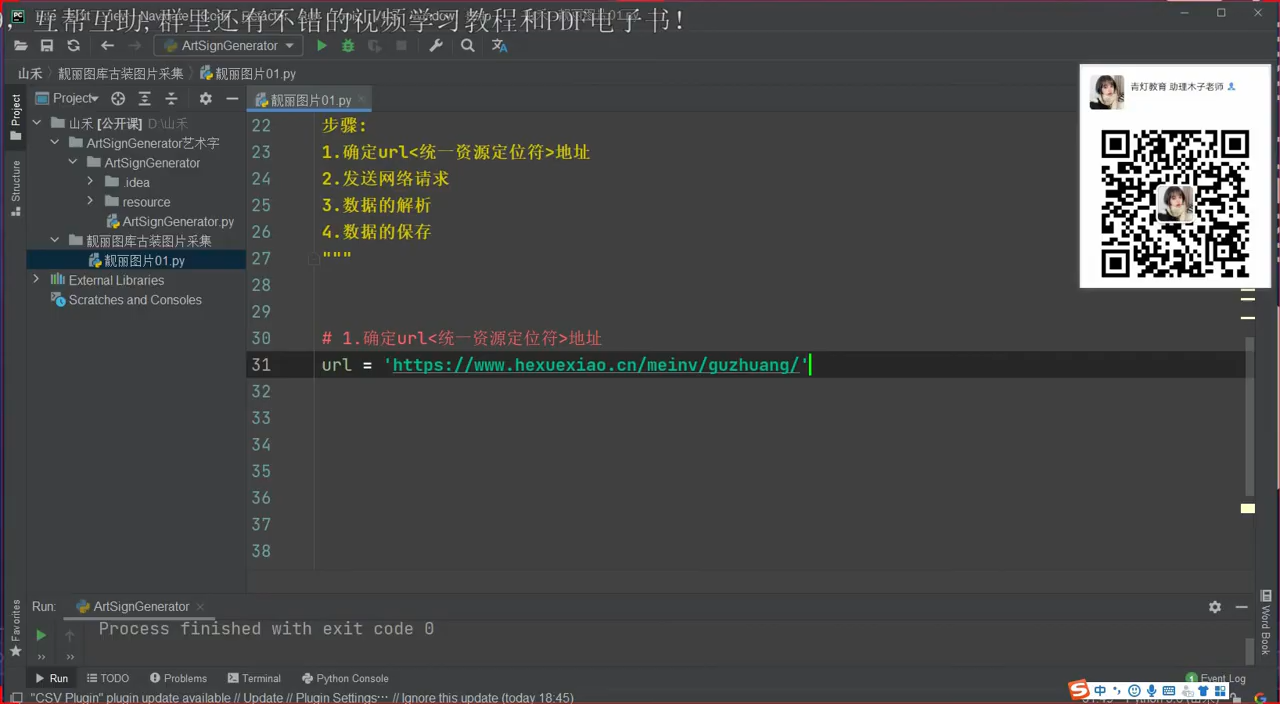 互帮互助,群里还有不错的视频学习教程和PDF电子书!
ArtSignGenerator
山禾 靓丽图库古装图片采集 靓丽图片01.py
Project
靓丽图片01.py
青灯教育 助理木子老师
山禾 [公开课] D:\山禾
ArtSignGenerator艺术字
ArtSignGenerator
.idea
resource
ArtSignGenerator.py
靓丽图库古装图片采集
靓丽图片01.py
External Libraries
Scratches and Consoles
Project
Structure
Favorites
22 步骤:
23 1.确定url<统一资源定位符>地址
24 2.发送网络请求
25 3.数据的解析
26 4.数据的保存
27 """
28
29
30 # 1.确定url<统一资源定位符>地址
31 url = 'https://www.hexuexiao.cn/meinv/guzhuang/'
32
33
34
35
36
37
38
Run: ArtSignGenerator
Process finished with exit code 0
Word Book
Run TODO Problems Terminal Python Console Event Log
"CSV Plugin" plugin update available // Update // Plugin Settings… // Ignore this update (today 18:45)
中